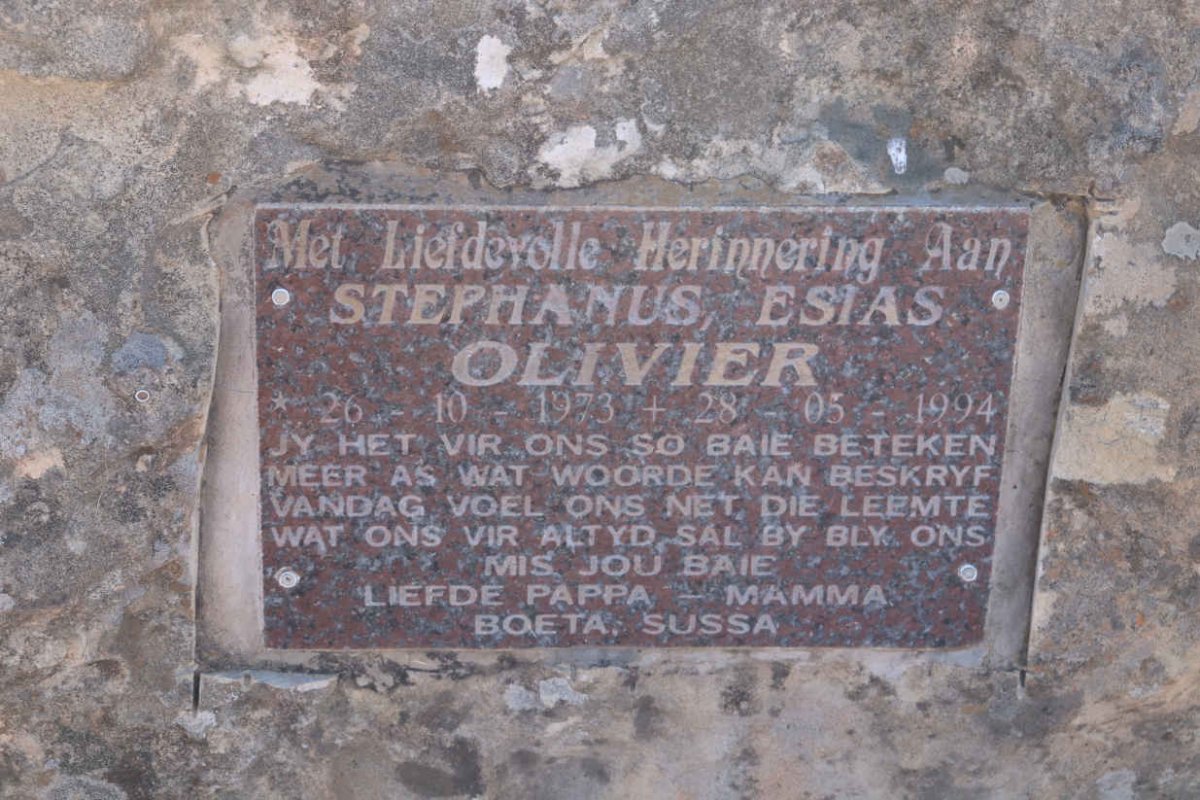 Met Liefdevolle Herinnering Aan
STEPHANUS, ESIAS
OLIVIER
* 26 - 10 - 1973 + 28 - 05 - 1994
JY HET VIR ONS SO BAIE BETEKEN
MEER AS WAT WOORDE KAN BESKRYF
VANDAG VOEL ONS NET DIE LEEMTE
WAT ONS VIR ALTYD SAL BY BLY. ONS
MIS JOU BAIE
LIEFDE PAPPA - MAMMA
BOETA. SUSSA